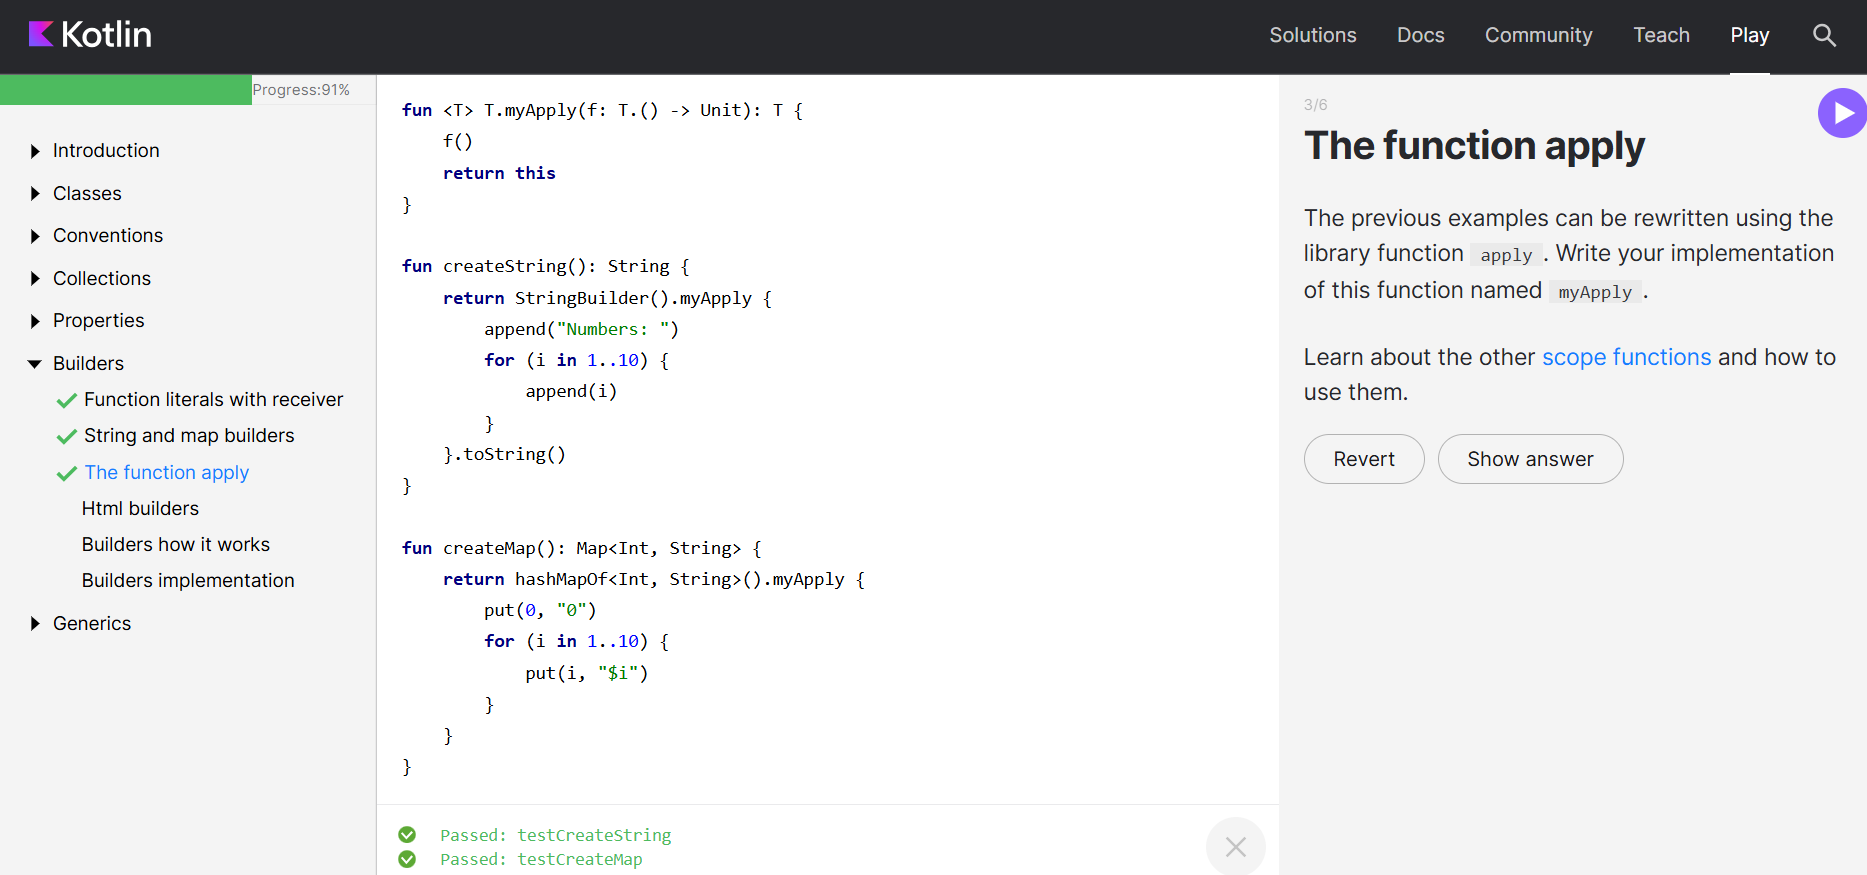 Kotlin
Solutions
Docs
Community
Teach
Play
Progress:91%
Introduction
Classes
Conventions
Collections
Properties
Builders
Function literals with receiver
String and map builders
The function apply
Html builders
Builders how it works
Builders implementation
Generics
fun <T> T.myApply(f: T.() -> Unit): T {
    f()
    return this
}
fun createString(): String {
    return StringBuilder().myApply {
        append("Numbers: ")
        for (i in 1..10) {
            append(i)
        }
    }.toString()
}
fun createMap(): Map<Int, String> {
    return hashMapOf<Int, String>().myApply {
        put(0, "0")
        for (i in 1..10) {
            put(i, "$i")
        }
    }
}
Passed: testCreateString
Passed: testCreateMap
3/6
The function apply
The previous examples can be rewritten using the
library function apply. Write your implementation
of this function named myApply.
Learn about the other scope functions and how to
use them.
Revert
Show answer